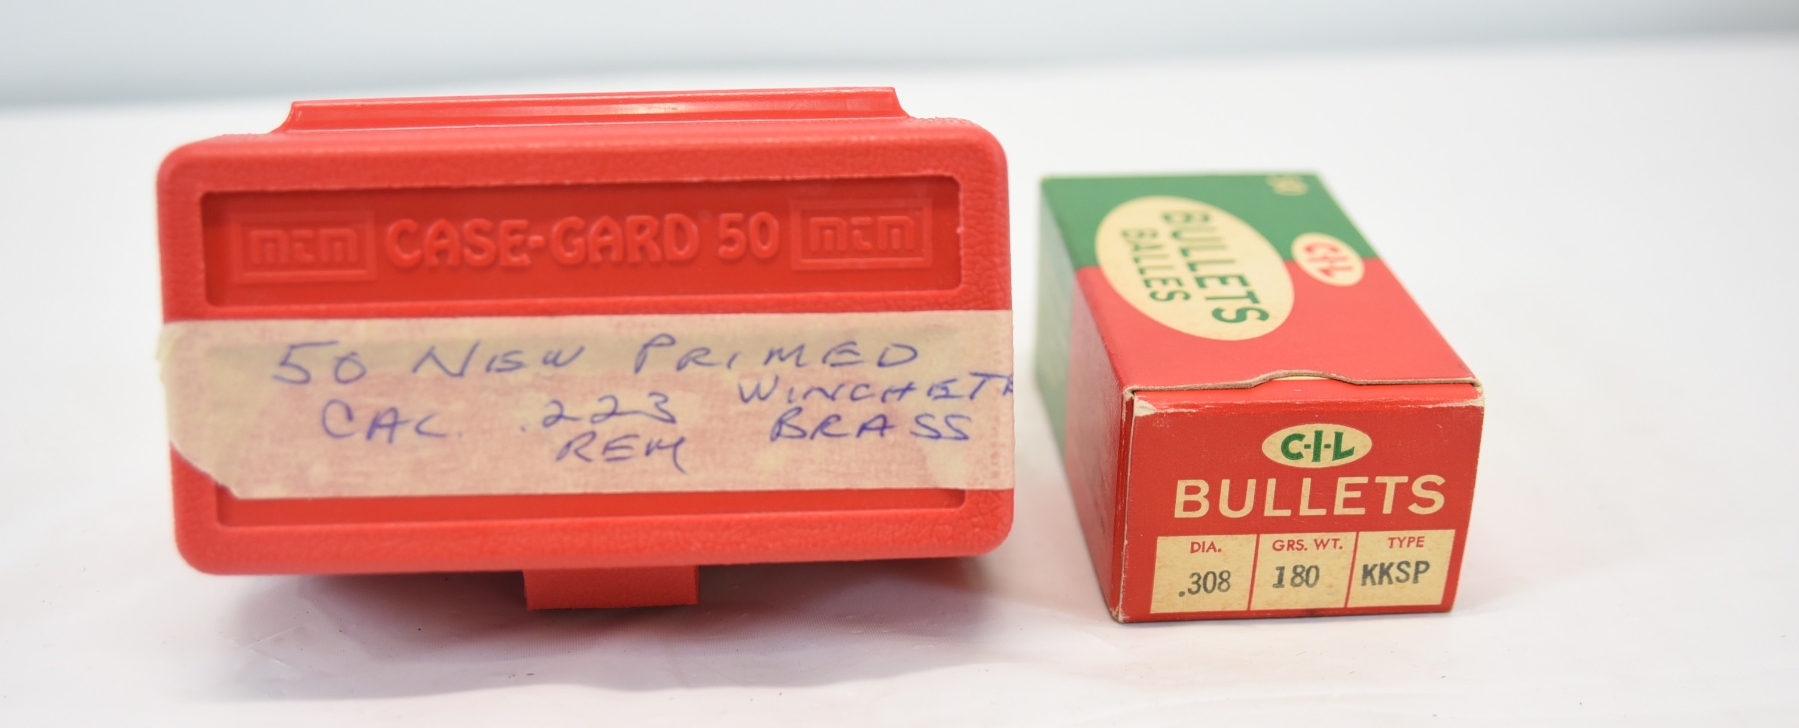 mtm CASE-GARD 50 mtm
50 NEW PRIMED
WINCHET
CAL. .223 BRASS
REM
BULLETS
BALLES
C-I-L
C-I-L
BULLETS
DIA. GRS. WT. TYPE
.308 180 KKSP